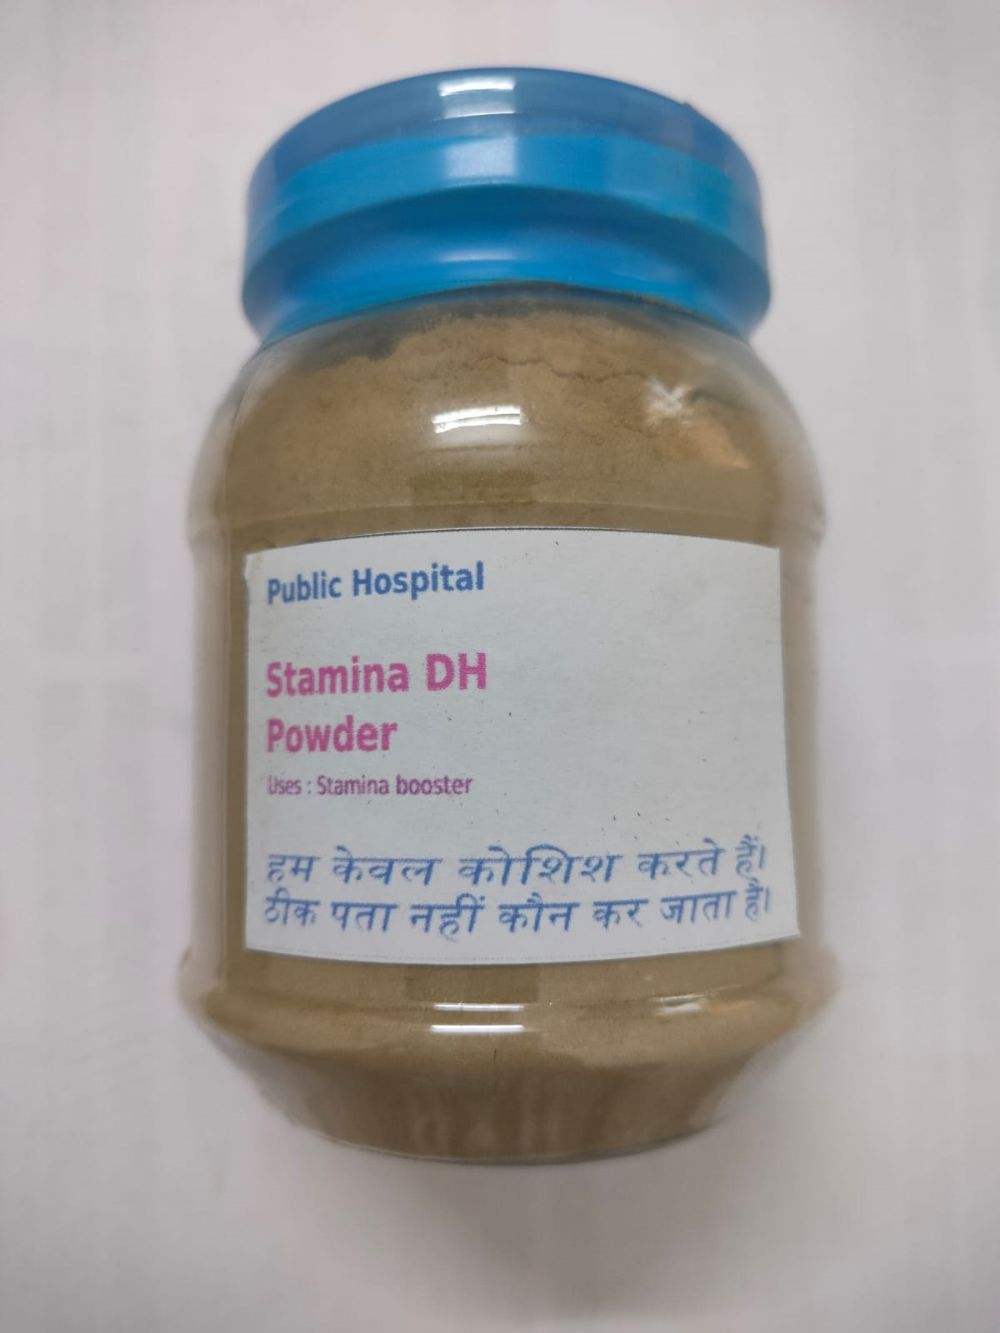 Public Hospital
Stamina DH
Powder
Uses : Stamina booster
हम केवल कोशिश करते हैं।
ठीक पता नहीं कौन कर जाता है।